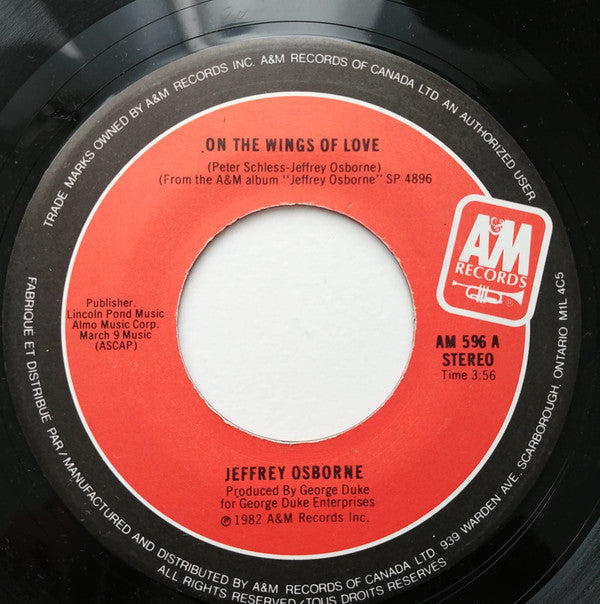 TRADE MARKS OWNED BY A&M RECORDS INC. A&M RECORDS OF CANADA LTD. AN AUTHORIZED USER
ON THE WINGS OF LOVE
(Peter Schless-Jeffrey Osborne)
(From the A&M album "Jeffrey Osborne" SP 4896
A&M
RECORDS
®
Publisher.
Lincoln Pond Music
Almo Music Corp.
March 9 Music
(ASCAP)
AM 596 A
STEREO
Time 3:56
JEFFREY OSBORNE
Produced By George Duke
for George Duke Enterprises
℗ 1982 A&M Records Inc.
FABRIQUÉ ET DISTRIBUÉ PAR/MANUFACTURED AND DISTRIBUTED BY A&M RECORDS OF CANADA LTD. 939 WARDEN AVE., SCARBOROUGH, ONTARIO M1L 4C5
ALL RIGHTS RESERVED/TOUS DROITS RESERVES